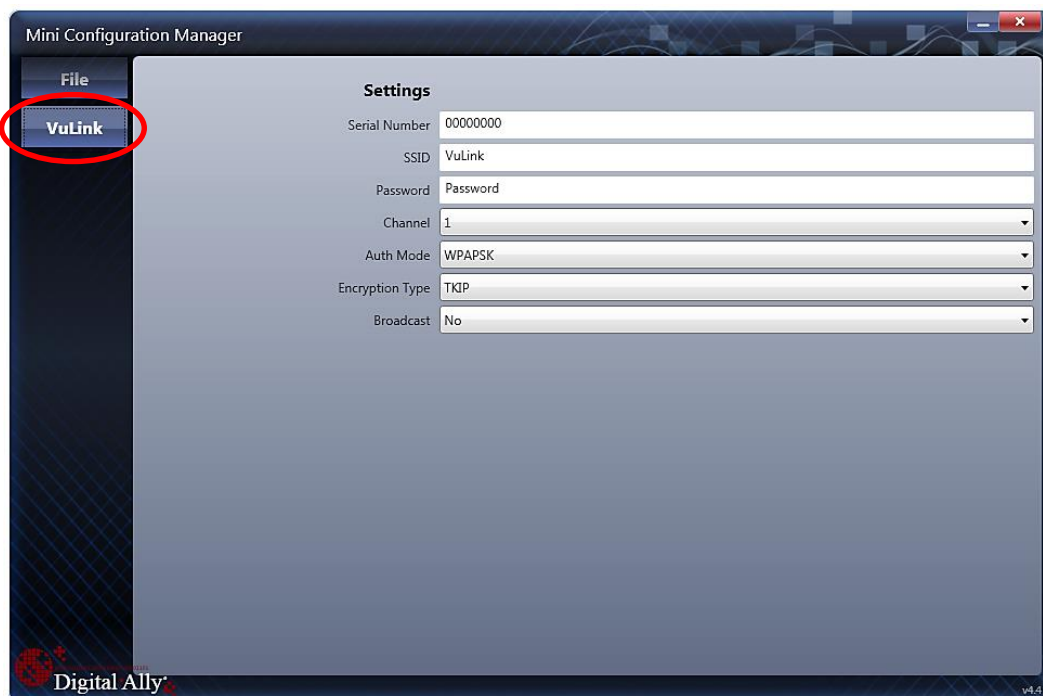 Mini Configuration Manager
File
VuLink
Settings
Serial Number 00000000
SSID VuLink
Password Password
Channel 1
Auth Mode WPAPSK
Encryption Type TKIP
Broadcast No
Digital Ally
v4.4